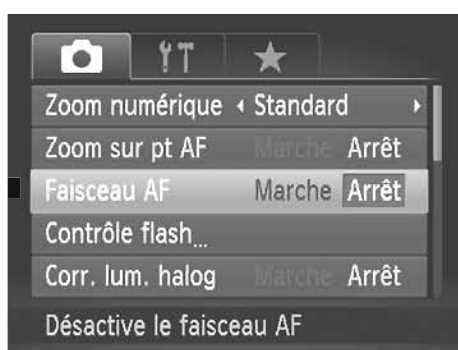 Zoom numérique Standard
Zoom sur pt AF Marche Arrêt
Faisceau AF Marche Arrêt
Contrôle flash...
Corr. lum. halog Marche Arrêt
Désactive le faisceau AF